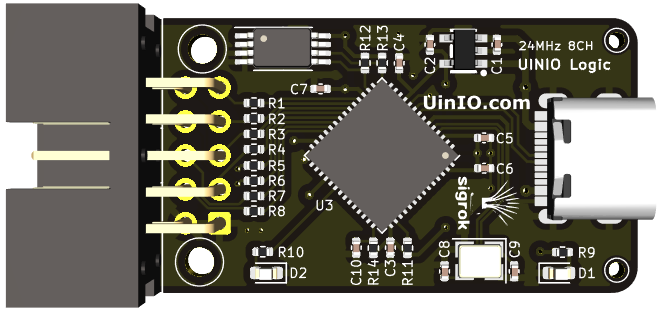 R12
R13
C4
C2
C1
24MHz 8CH
UINIO Logic
C7
R1
R2
R3
R4
R5
R6
R7
R8
UinIO.com
C5
C6
sigrok
U3
R10
D2
C10
R14
C3
R11
C8
C9
R9
D1